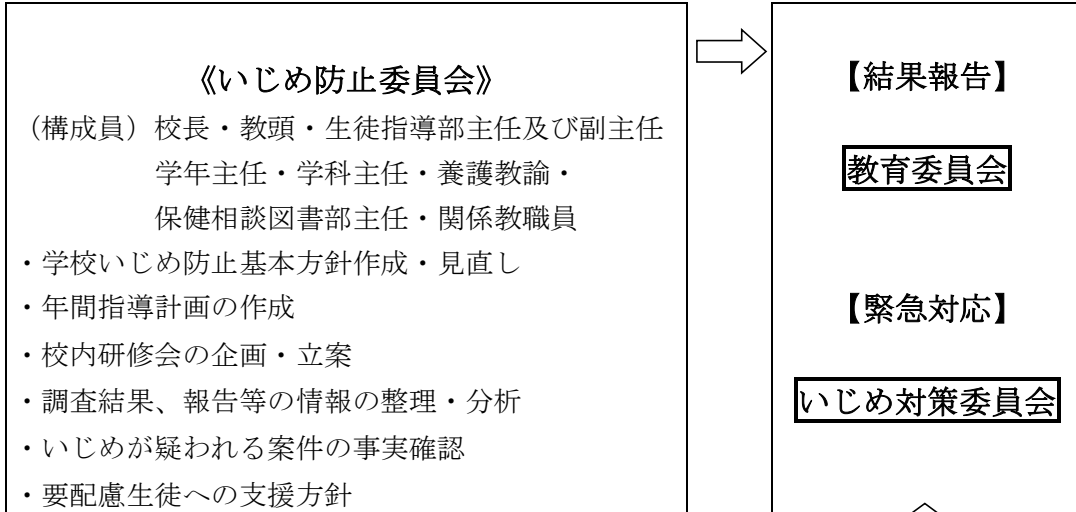 《いじめ防止委員会》
（構成員）校長・教頭・生徒指導部主任及び副主任
学年主任・学科主任・養護教諭・
保健相談図書部主任・関係教職員
・学校いじめ防止基本方針作成・見直し
・年間指導計画の作成
・校内研修会の企画・立案
・調査結果、報告等の情報の整理・分析
・いじめが疑われる案件の事実確認
・要配慮生徒への支援方針
【結果報告】
教育委員会
【緊急対応】
いじめ対策委員会